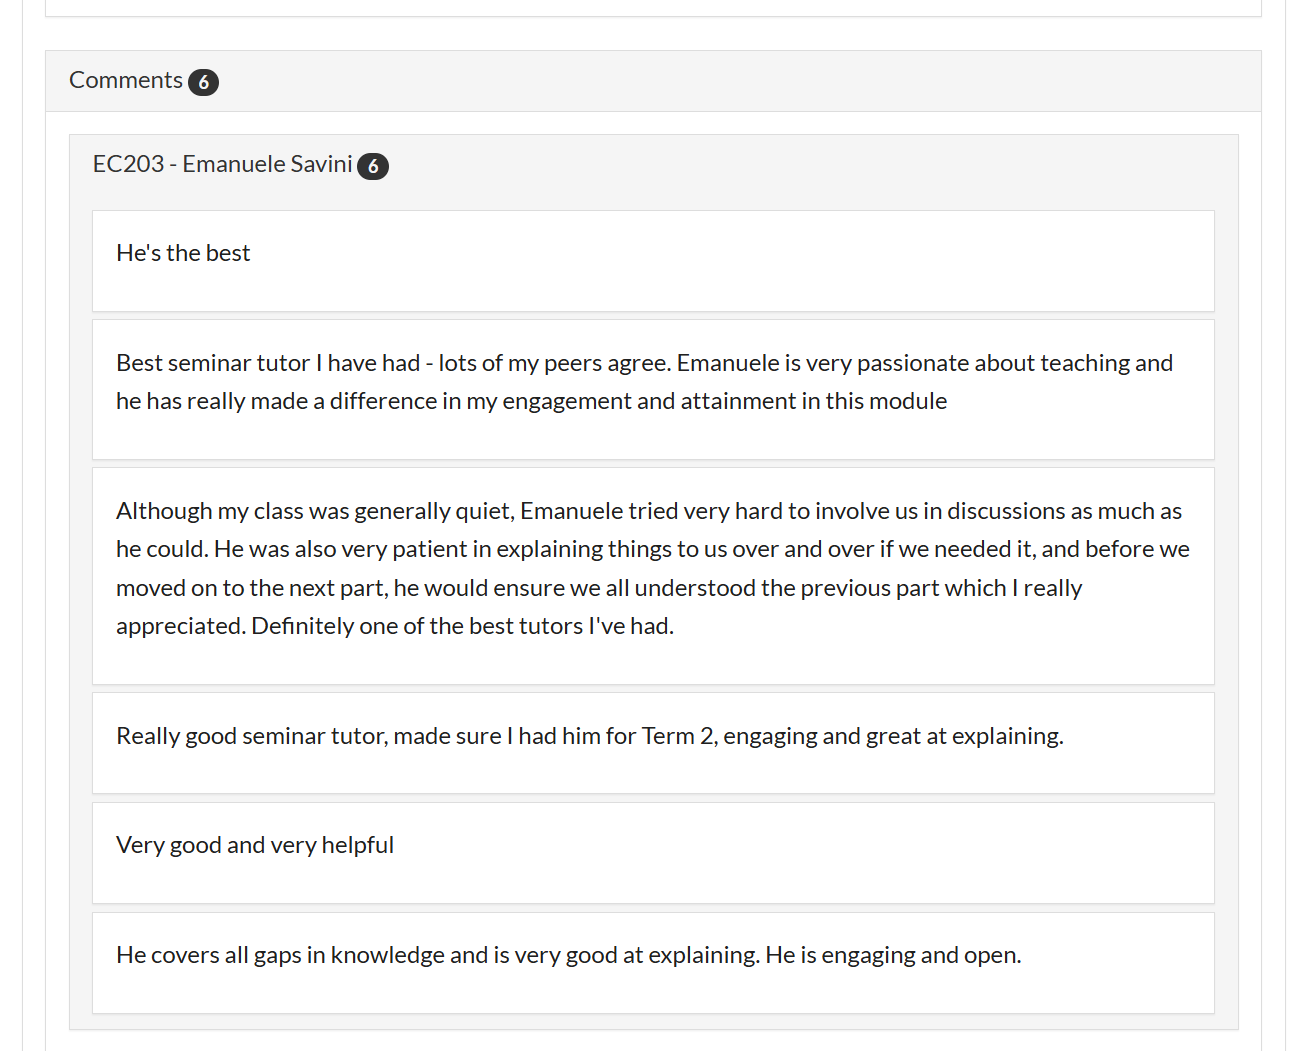 Comments 6
EC203 - Emanuele Savini 6
He's the best
Best seminar tutor I have had - lots of my peers agree. Emanuele is very passionate about teaching and
he has really made a difference in my engagement and attainment in this module
Although my class was generally quiet, Emanuele tried very hard to involve us in discussions as much as
he could. He was also very patient in explaining things to us over and over if we needed it, and before we
moved on to the next part, he would ensure we all understood the previous part which I really
appreciated. Definitely one of the best tutors I've had.
Really good seminar tutor, made sure I had him for Term 2, engaging and great at explaining.
Very good and very helpful
He covers all gaps in knowledge and is very good at explaining. He is engaging and open.